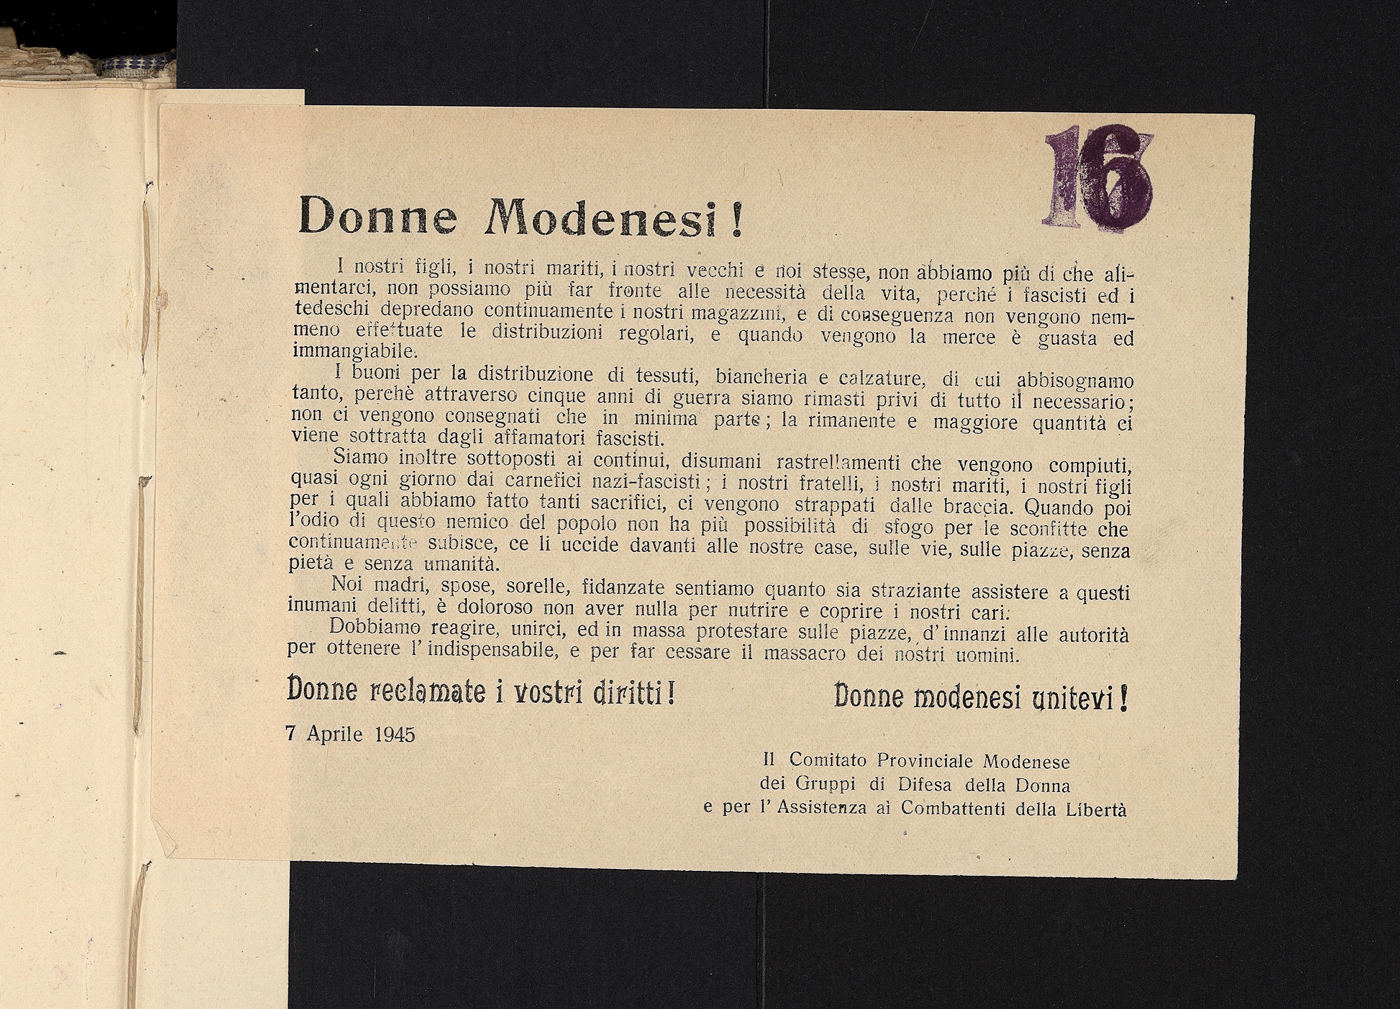 16
Donne Modenesi !
I nostri figli, i nostri mariti, i nostri vecchi e noi stesse, non abbiamo più di che ali-
mentarci, non possiamo più far fronte alle necessità della vita, perché i fascisti ed i
tedeschi depredano continuamente i nostri magazzini, e di conseguenza non vengono nem-
meno effettuate le distribuzioni regolari, e quando vengono la merce è guasta ed
immangiabile.
I buoni per la distribuzione di tessuti, biancheria e calzature, di cui abbisognamo
tanto, perchè attraverso cinque anni di guerra siamo rimasti privi di tutto il necessario;
non ci vengono consegnati che in minima parte; la rimanente e maggiore quantità ci
viene sottratta dagli affamatori fascisti.
Siamo inoltre sottoposti ai continui, disumani rastrellamenti che vengono compiuti,
quasi ogni giorno dai carnefici nazi-fascisti; i nostri fratelli, i nostri mariti, i nostri figli
per i quali abbiamo fatto tanti sacrifici, ci vengono strappati dalle braccia. Quando poi
l'odio di questo nemico del popolo non ha più possibilità di sfogo per le sconfitte che
continuamente subisce, ce li uccide davanti alle nostre case, sulle vie, sulle piazze, senza
pietà e senza umanità.
Noi madri, spose, sorelle, fidanzate sentiamo quanto sia straziante assistere a questi
inumani delitti, è doloroso non aver nulla per nutrire e coprire i nostri cari.
Dobbiamo reagire, unirci, ed in massa protestare sulle piazze, d'innanzi alle autorità
per ottenere l'indispensabile, e per far cessare il massacro dei nostri uomini.
Donne reclamate i vostri diritti! Donne modenesi unitevi!
7 Aprile 1945
Il Comitato Provinciale Modenese
dei Gruppi di Difesa della Donna
e per l'Assistenza ai Combattenti della Libertà